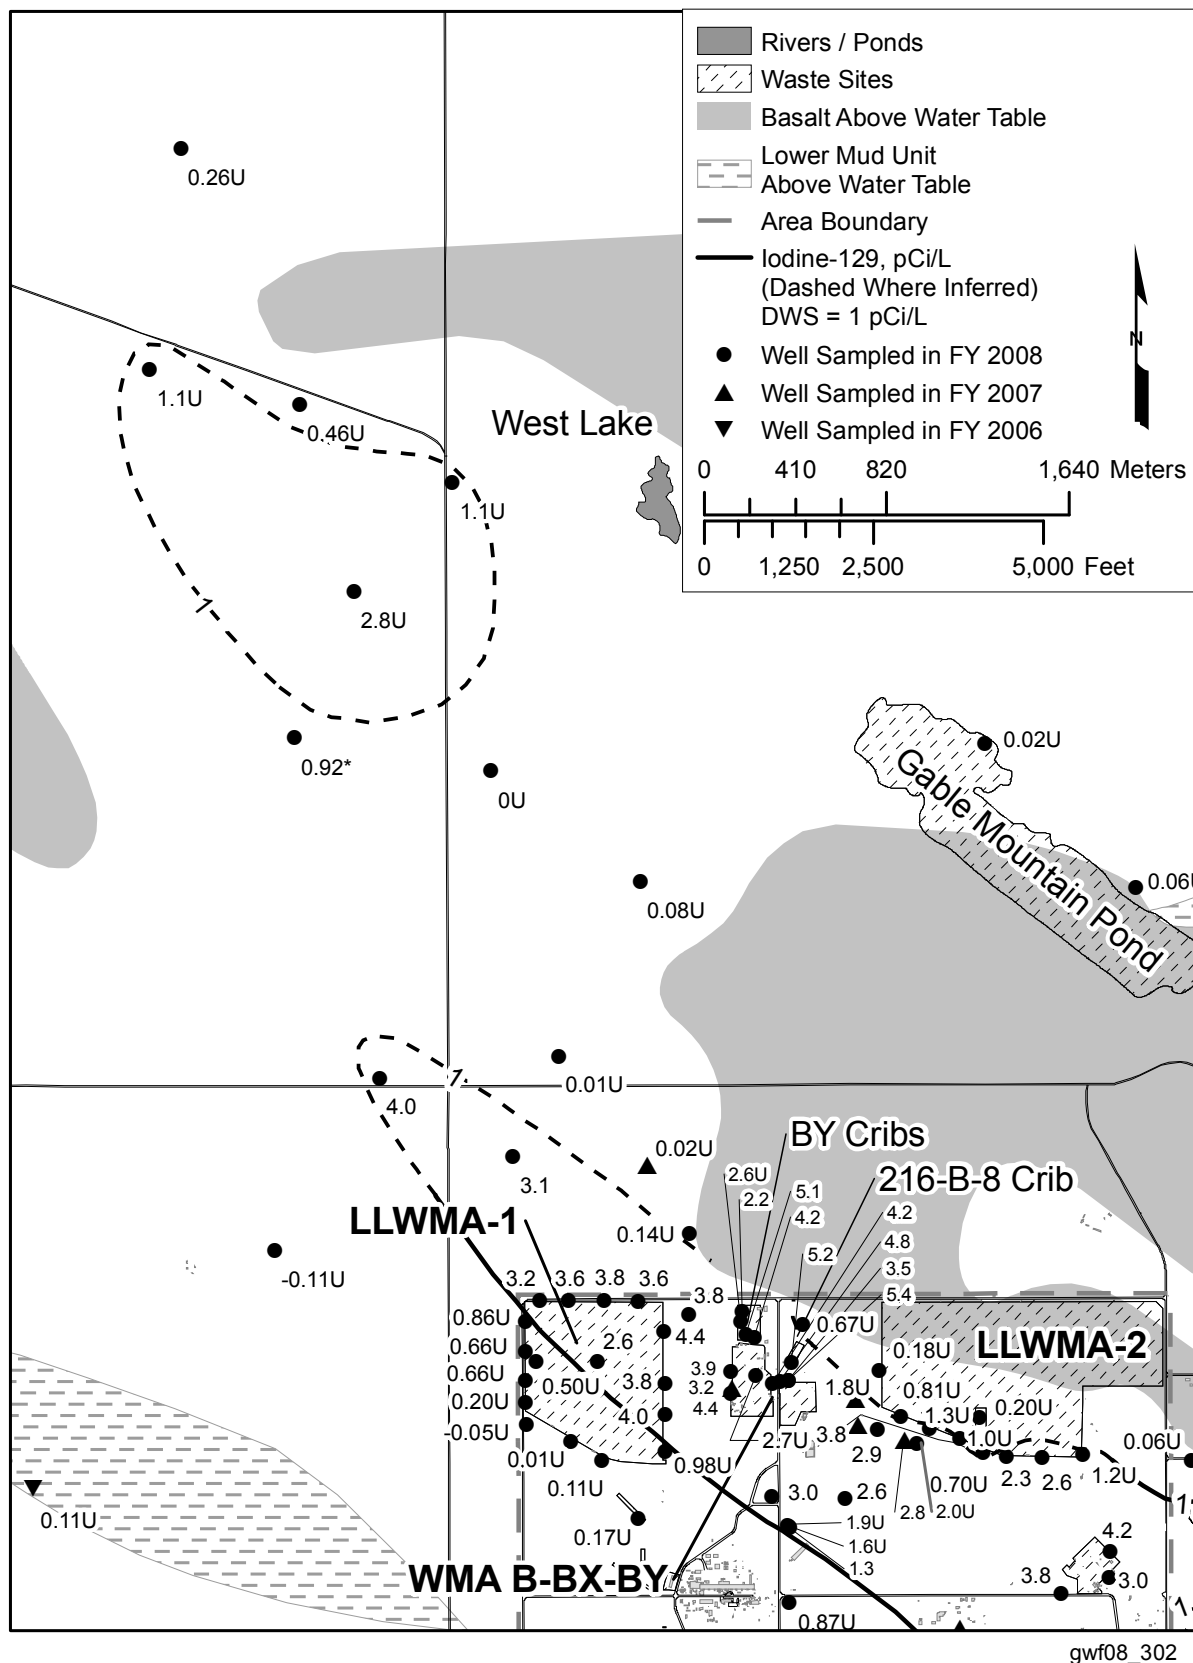 Rivers / Ponds
Waste Sites
Basalt Above Water Table
Lower Mud Unit
Above Water Table
Area Boundary
Iodine-129, pCi/L
(Dashed Where Inferred)
DWS = 1 pCi/L
Well Sampled in FY 2008
Well Sampled in FY 2007
Well Sampled in FY 2006
N
0 410 820 1,640 Meters
0 1,250 2,500 5,000 Feet
0.26U
1.1U
0.46U
West Lake
1.1U
2.8U
1
0.92*
0U
0.02U
Gable Mountain Pond
0.06U
0.08U
1
0.01U
4.0
BY Cribs
0.02U
3.1
2.6U
5.1
216-B-8 Crib
2.2
4.2
4.2
LLWMA-1
0.14U
4.8
5.2
-0.11U
3.5
3.2 3.6 3.8 3.6
3.8
5.4
0.86U
4.4
0.67U
LLWMA-2
0.66U
2.6
0.18U
0.66U
0.50U
3.8
3.9
3.2
1.8U
0.81U
0.20U
0.20U
4.0
4.4
1.3U
-0.05U
2.7U
3.8
2.9
1.0U
0.01U
0.98U
0.06U
0.11U
0.70U
2.3
2.6
1.2U
0.11U
3.0
2.6
2.8
2.0U
1
0.17U
1.9U
1.6U
4.2
WMA B-BX-BY
1.3
3.8
3.0
0.87U
1
gwf08_302